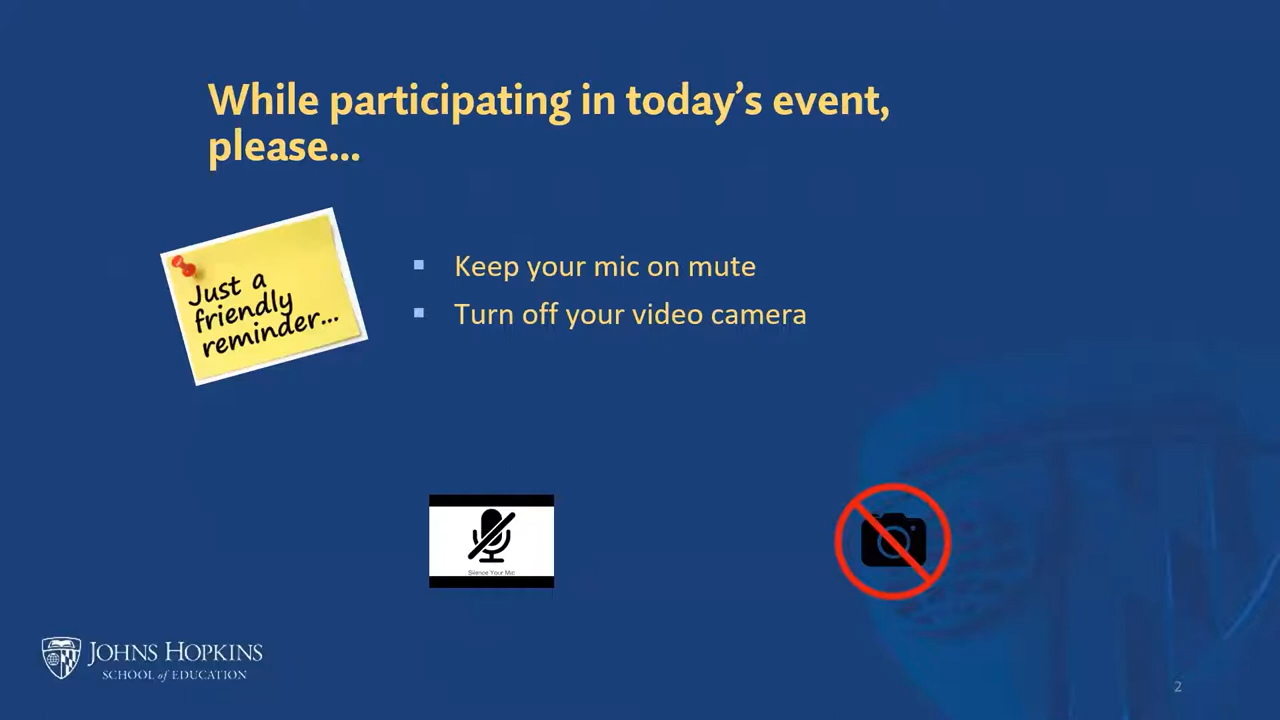 While participating in today’s event,
please...
Just a
friendly
reminder...
▪ Keep your mic on mute
▪ Turn off your video camera
Silence Your Mic
JOHNS HOPKINS
SCHOOL of EDUCATION
2